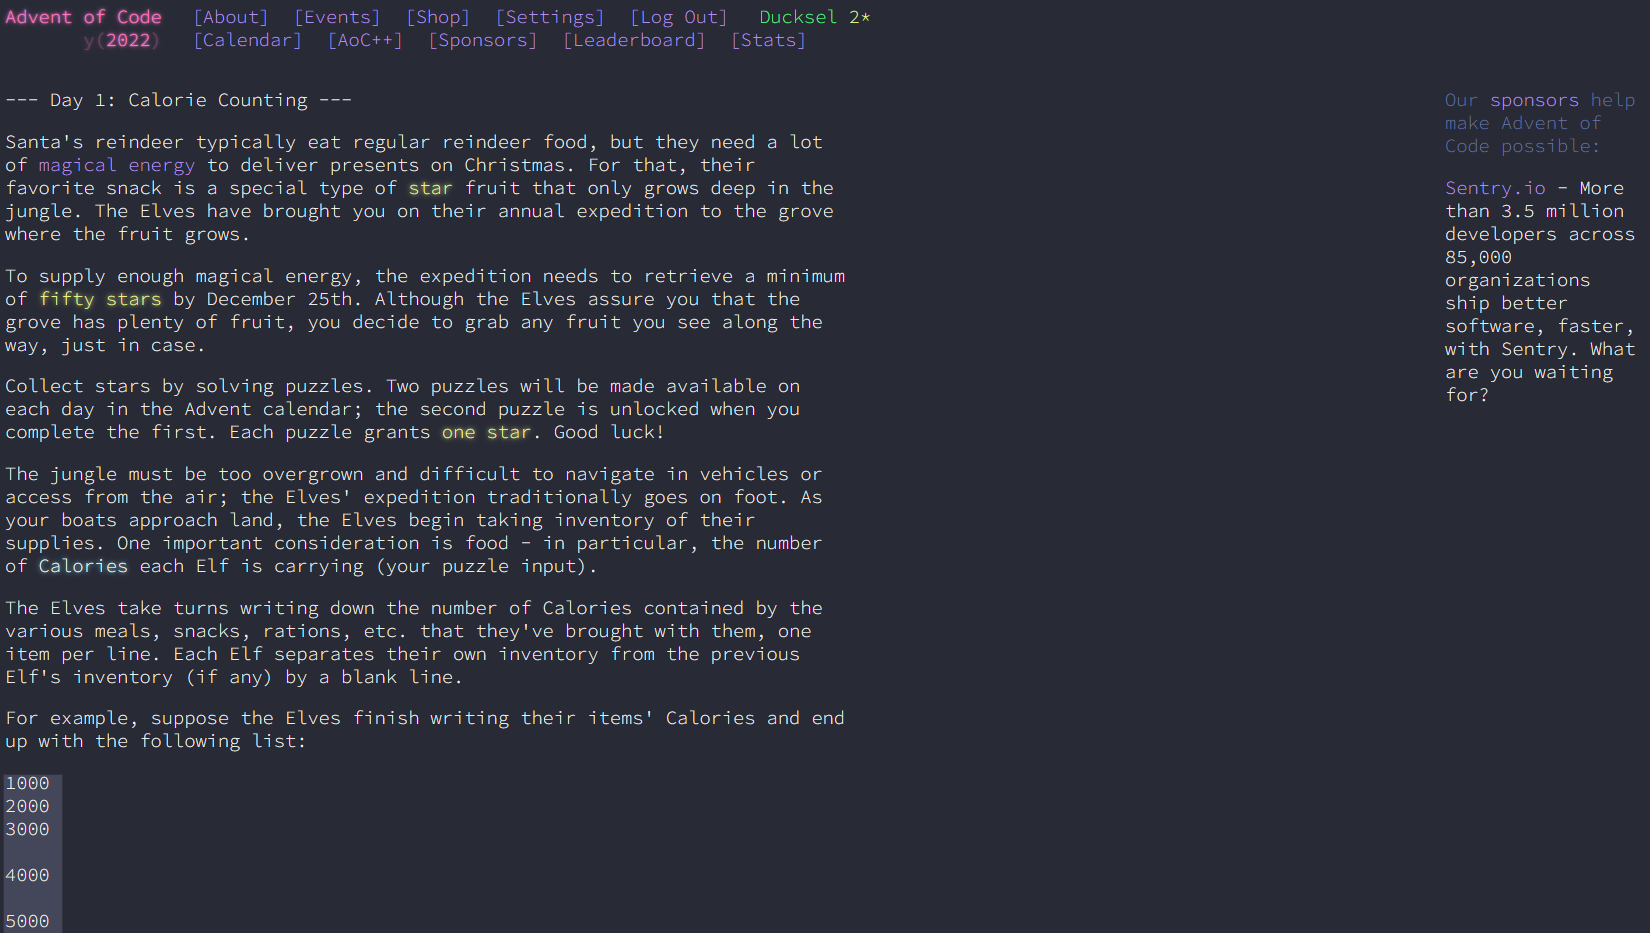 Advent of Code [About] [Events] [Shop] [Settings] [Log Out] Ducksel 2*
y(2022) [Calendar] [AoC++] [Sponsors] [Leaderboard] [Stats]
--- Day 1: Calorie Counting ---
Santa's reindeer typically eat regular reindeer food, but they need a lot
of magical energy to deliver presents on Christmas. For that, their
favorite snack is a special type of star fruit that only grows deep in the
jungle. The Elves have brought you on their annual expedition to the grove
where the fruit grows.
To supply enough magical energy, the expedition needs to retrieve a minimum
of fifty stars by December 25th. Although the Elves assure you that the
grove has plenty of fruit, you decide to grab any fruit you see along the
way, just in case.
Collect stars by solving puzzles. Two puzzles will be made available on
each day in the Advent calendar; the second puzzle is unlocked when you
complete the first. Each puzzle grants one star. Good luck!
The jungle must be too overgrown and difficult to navigate in vehicles or
access from the air; the Elves' expedition traditionally goes on foot. As
your boats approach land, the Elves begin taking inventory of their
supplies. One important consideration is food - in particular, the number
of Calories each Elf is carrying (your puzzle input).
The Elves take turns writing down the number of Calories contained by the
various meals, snacks, rations, etc. that they've brought with them, one
item per line. Each Elf separates their own inventory from the previous
Elf's inventory (if any) by a blank line.
For example, suppose the Elves finish writing their items' Calories and end
up with the following list:
1000
2000
3000
4000
5000
Our sponsors help
make Advent of
Code possible:
Sentry.io - More
than 3.5 million
developers across
85,000
organizations
ship better
software, faster,
with Sentry. What
are you waiting
for?